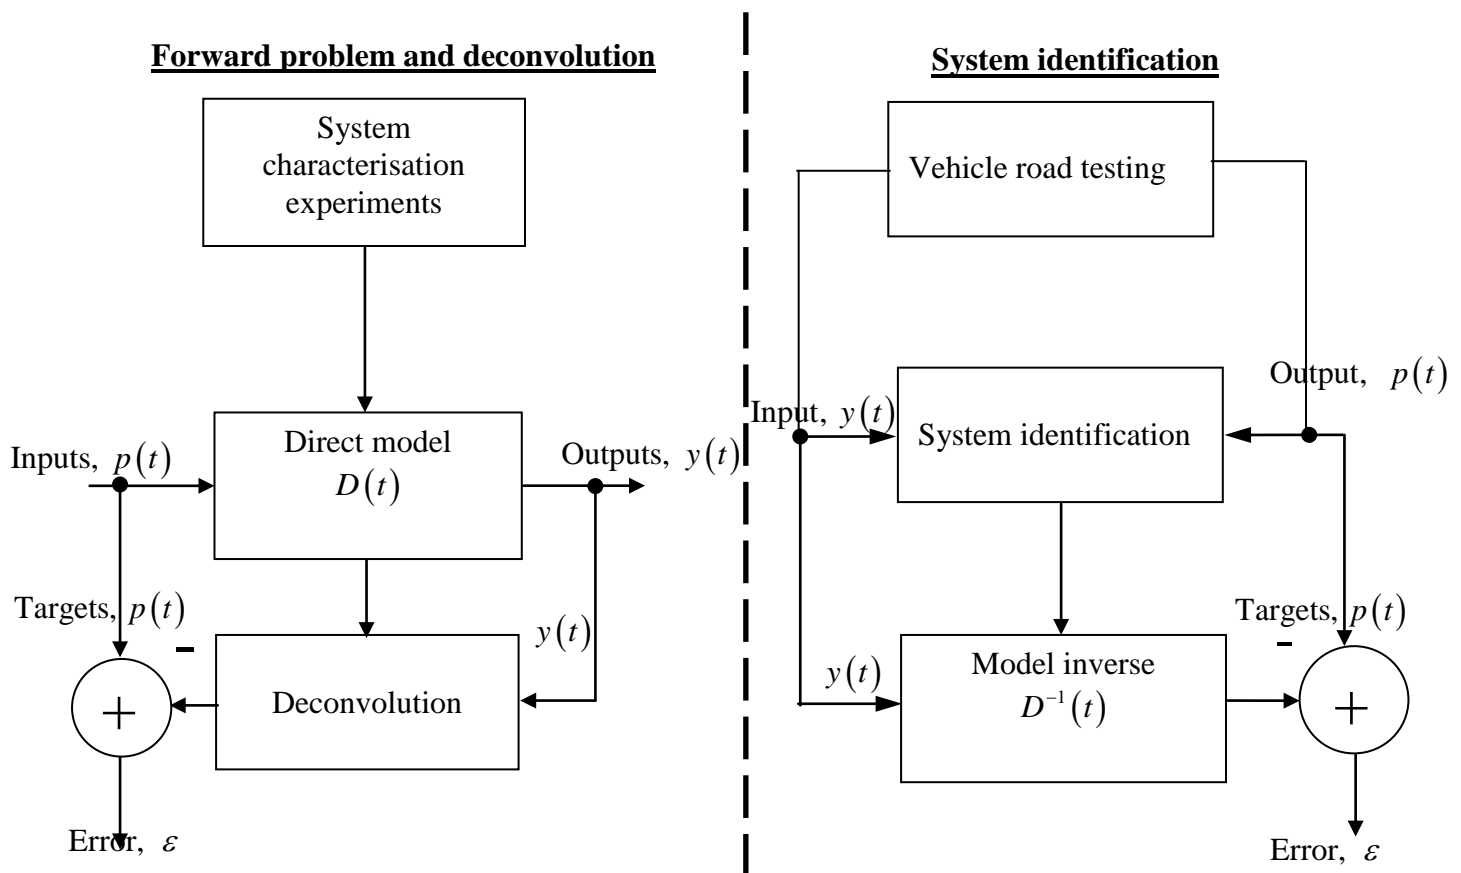 Forward problem and deconvolution
System
characterisation
experiments
Inputs, p(t)
Direct model
D(t)
Outputs, y(t)
Targets, p(t)
−
y(t)
Deconvolution
+
Error, ε
System identification
Vehicle road testing
Output, p(t)
Input, y(t)
System identification
Targets, p(t)
−
y(t)
Model inverse
D⁻¹(t)
+
Error, ε